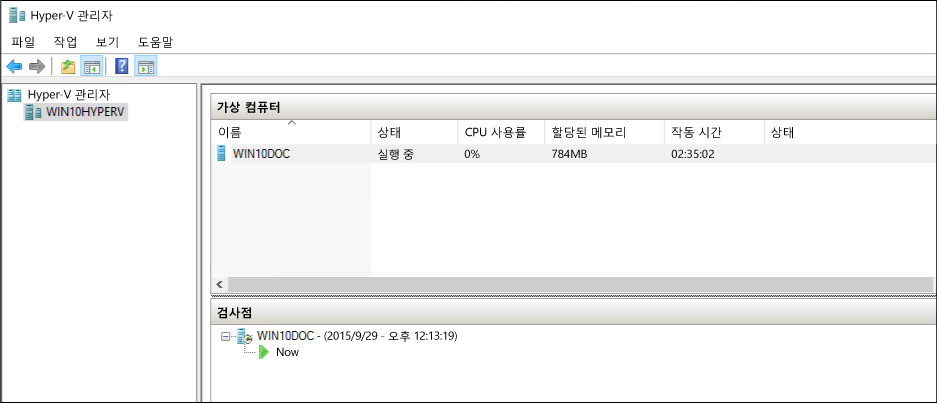 Hyper-V 관리자
파일 작업 보기 도움말
Hyper-V 관리자
WIN10HYPERV
가상 컴퓨터
이름 상태 CPU 사용률 할당된 메모리 작동 시간 상태
WIN10DOC 실행 중 0% 784MB 02:35:02
검사점
WIN10DOC - (2015/9/29 - 오후 12:13:19)
Now